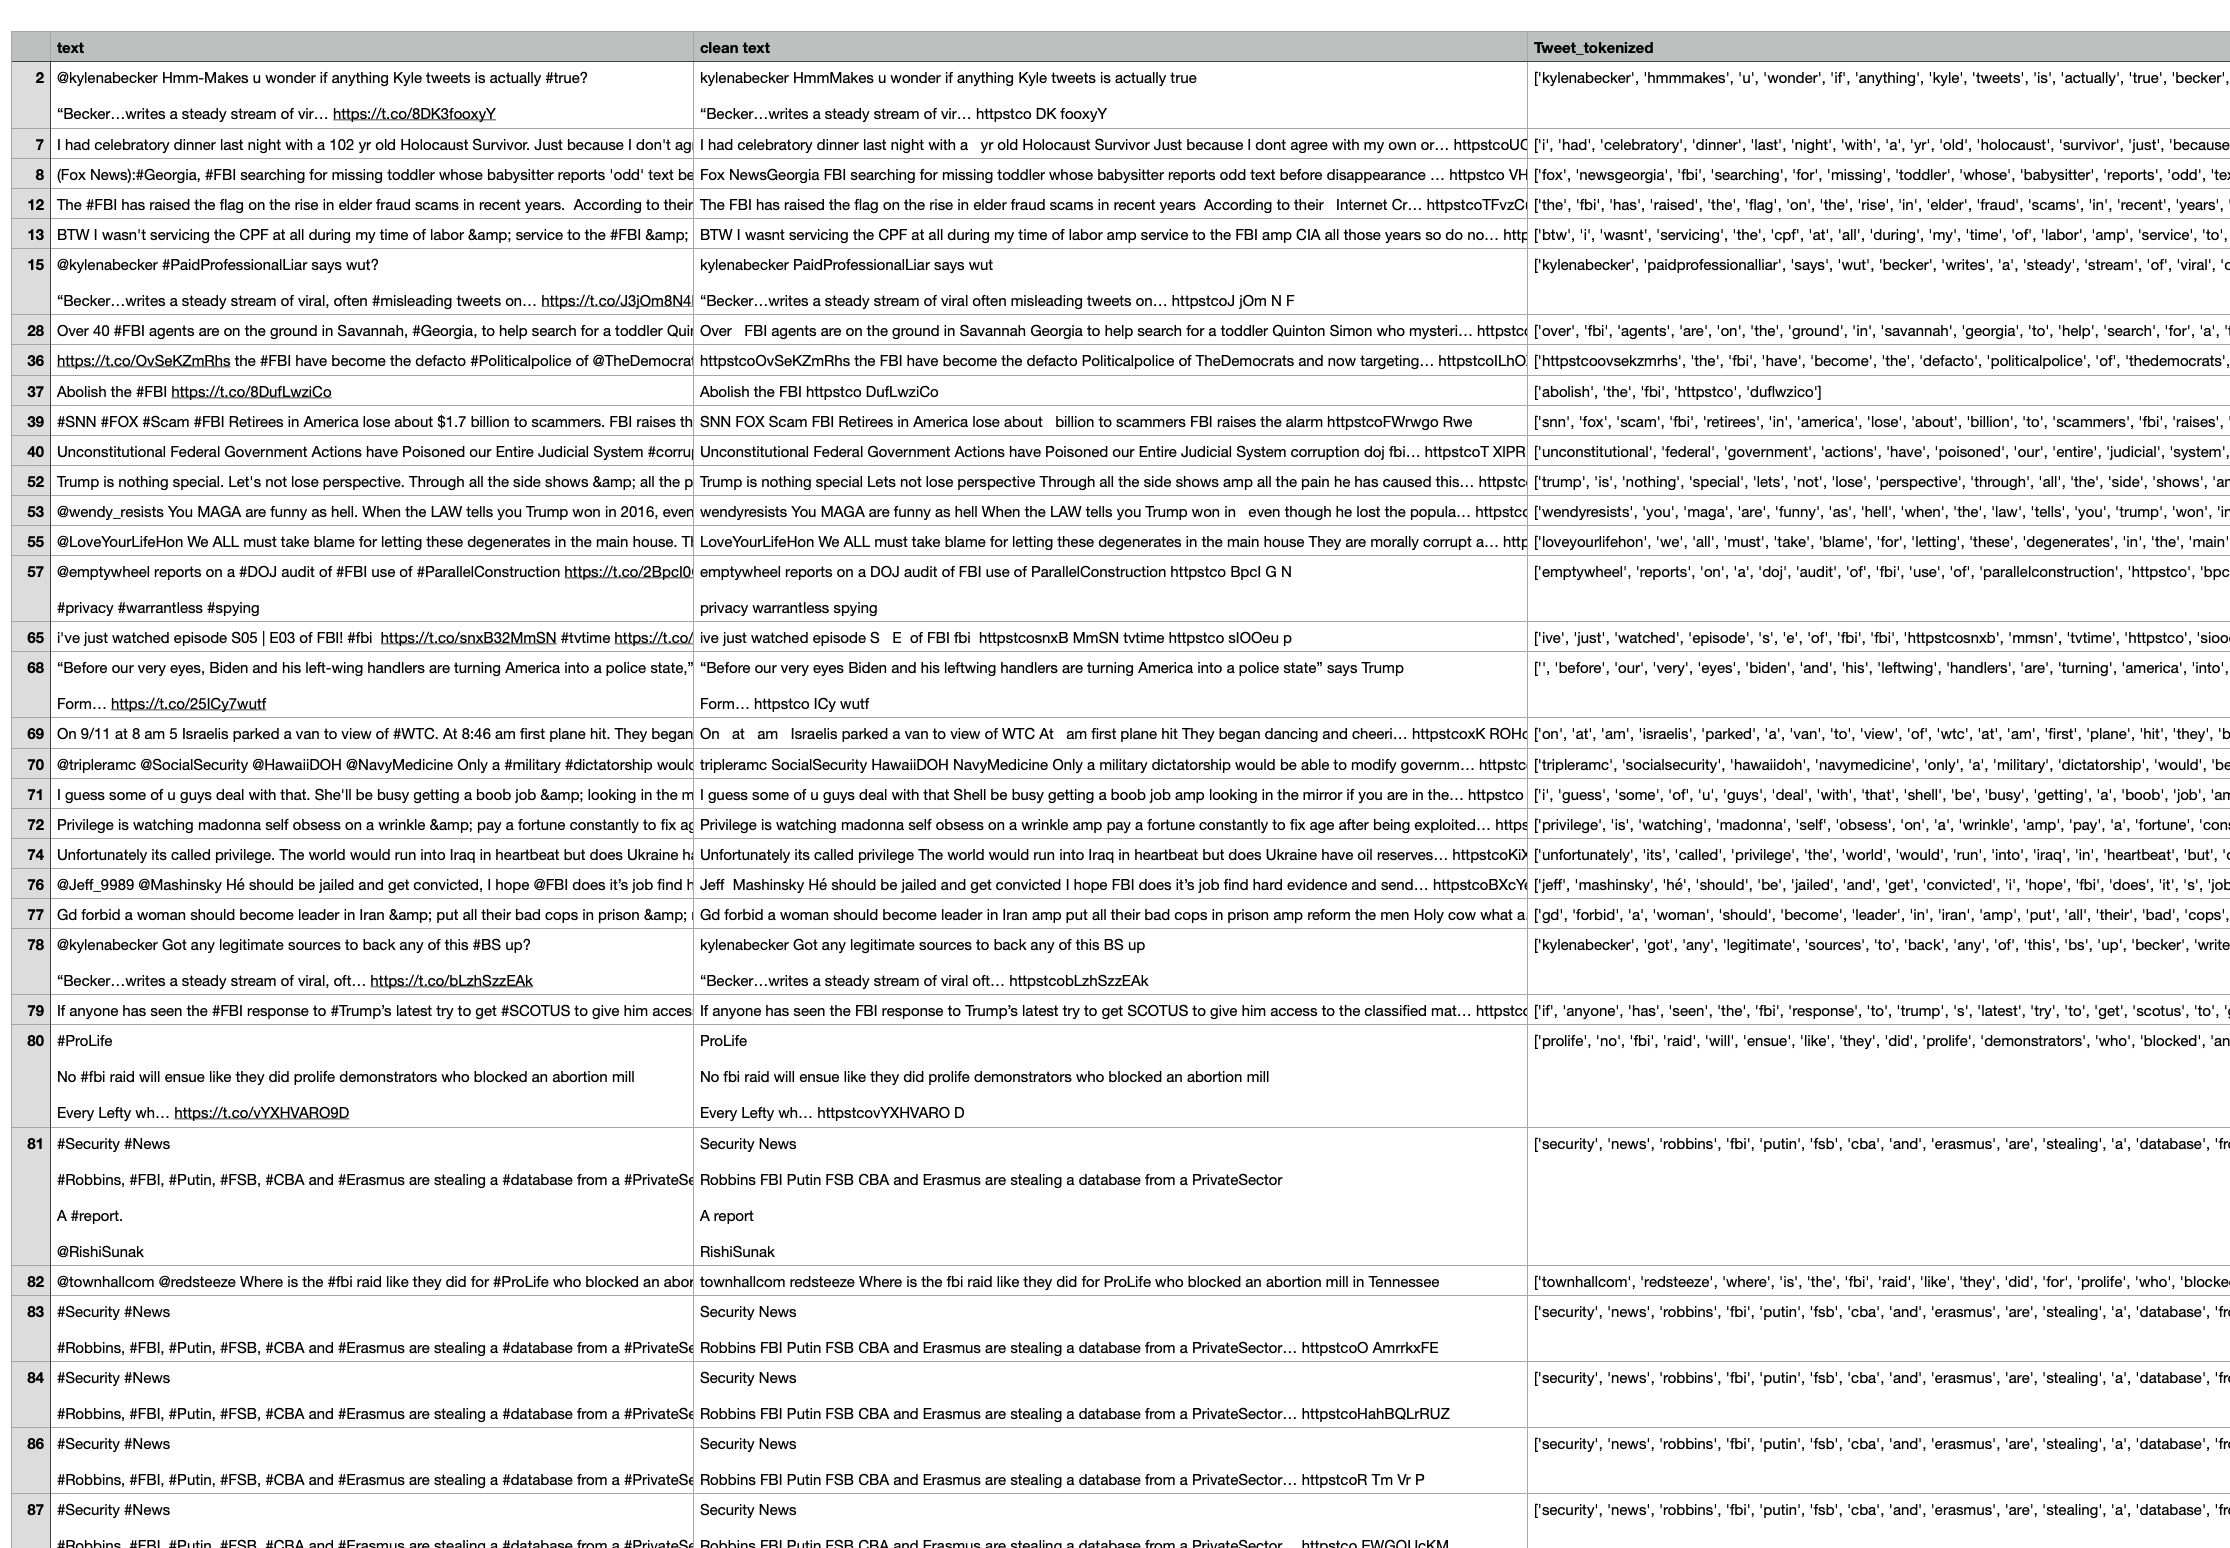 text clean text Tweet_tokenized
2 @kylenabecker Hmm-Makes u wonder if anything Kyle tweets is actually #true? kylenabecker HmmMakes u wonder if anything Kyle tweets is actually true ['kylenabecker', 'hmmmakes', 'u', 'wonder', 'if', 'anything', 'kyle', 'tweets', 'is', 'actually', 'true', 'becker',
“Becker…writes a steady stream of vir… https://t.co/8DK3fooxyY “Becker…writes a steady stream of vir… httpstco DK fooxyY
7 I had celebratory dinner last night with a 102 yr old Holocaust Survivor. Just because I don't I had celebratory dinner last night with a   yr old Holocaust Survivor Just because I dont agree with my own or… ['i', 'had', 'celebratory', 'dinner', 'last', 'night', 'with', 'a', 'yr', 'old', 'holocaust', 'survivor', 'just', 'because
8 (Fox News):#Georgia, #FBI searching for missing toddler whose babysitter reports 'odd' text be Fox NewsGeorgia FBI searching for missing toddler whose babysitter reports odd text before disappearance … httpstco VH ['fox', 'newsgeorgia', 'fbi', 'searching', 'for', 'missing', 'toddler', 'whose', 'babysitter', 'reports', 'odd',
12 The #FBI has raised the flag on the rise in elder fraud scams in recent years.  According to their The FBI has raised the flag on the rise in elder fraud scams in recent years  According to their   Internet Cr… ['the', 'fbi', 'has', 'raised', 'the', 'flag', 'on', 'the', 'rise', 'in', 'elder', 'fraud', 'scams', 'in', 'recent', 'years',
13 BTW I wasn't servicing the CPF at all during my time of labor &amp; service to the #FBI &amp; BTW I wasnt servicing the CPF at all during my time of labor amp service to the FBI amp CIA all those years so do no… http ['btw', 'i', 'wasnt', 'servicing', 'the', 'cpf', 'at', 'all', 'during', 'my', 'time', 'of', 'labor', 'amp', 'service', 'to',
15 @kylenabecker #PaidProfessionalLiar says wut? kylenabecker PaidProfessionalLiar says wut ['kylenabecker', 'paidprofessionalliar', 'says', 'wut', 'becker', 'writes', 'a', 'steady', 'stream', 'of', 'viral',
“Becker…writes a steady stream of viral, often #misleading tweets on… https://t.co/J3jOm8N4 “Becker…writes a steady stream of viral often misleading tweets on… httpstcoJ jOm N F
28 Over 40 #FBI agents are on the ground in Savannah, #Georgia, to help search for a toddler Over   FBI agents are on the ground in Savannah Georgia to help search for a toddler Quinton Simon who mysteri… ['over', 'fbi', 'agents', 'are', 'on', 'the', 'ground', 'in', 'savannah', 'georgia', 'to', 'help', 'search', 'for', 'a',
36 https://t.co/OvSeKZmRhs the #FBI have become the defacto #Politicalpolice of @TheDemocrat httpstcoOvSeKZmRhs the FBI have become the defacto Politicalpolice of TheDemocrats and now targeting… ['httpstcoovsekzmrhs', 'the', 'fbi', 'have', 'become', 'the', 'defacto', 'politicalpolice', 'of', 'thedemocrats',
37 Abolish the #FBI https://t.co/8DufLwziCo Abolish the FBI httpstco DufLwziCo ['abolish', 'the', 'fbi', 'httpstco', 'duflwzico']
39 #SNN #FOX #Scam #FBI Retirees in America lose about $1.7 billion to scammers. FBI raises th SNN FOX Scam FBI Retirees in America lose about   billion to scammers FBI raises the alarm httpstcoFWrwgo Rwe ['snn', 'fox', 'scam', 'fbi', 'retirees', 'in', 'america', 'lose', 'about', 'billion', 'to', 'scammers', 'fbi', 'raises',
40 Unconstitutional Federal Government Actions have Poisoned our Entire Judicial System #corrup Unconstitutional Federal Government Actions have Poisoned our Entire Judicial System corruption doj fbi… httpstcoT XlPR ['unconstitutional', 'federal', 'government', 'actions', 'have', 'poisoned', 'our', 'entire', 'judicial', 'system',
52 Trump is nothing special. Let's not lose perspective. Through all the side shows &amp; all the p Trump is nothing special Lets not lose perspective Through all the side shows amp all the pain he has caused this… ['trump', 'is', 'nothing', 'special', 'lets', 'not', 'lose', 'perspective', 'through', 'all', 'the', 'side', 'shows',
53 @wendy_resists You MAGA are funny as hell. When the LAW tells you Trump won in 2016, even wendyresists You MAGA are funny as hell When the LAW tells you Trump won in   even though he lost the popula… ['wendyresists', 'you', 'maga', 'are', 'funny', 'as', 'hell', 'when', 'the', 'law', 'tells', 'you', 'trump', 'won',
55 @LoveYourLifeHon We ALL must take blame for letting these degenerates in the main house. LoveYourLifeHon We ALL must take blame for letting these degenerates in the main house They are morally corrupt a… http ['loveyourlifehon', 'we', 'all', 'must', 'take', 'blame', 'for', 'letting', 'these', 'degenerates', 'in', 'the', 'main'
57 @emptywheel reports on a #DOJ audit of #FBI use of #ParallelConstruction emptywheel reports on a DOJ audit of FBI use of ParallelConstruction httpstco BpcI G N ['emptywheel', 'reports', 'on', 'a', 'doj', 'audit', 'of', 'fbi', 'use', 'of', 'parallelconstruction', 'httpstco', 'bpc
#privacy #warrantless #spying privacy warrantless spying
65 i've just watched episode S05 | E03 of FBI! #fbi  https://t.co/snxB32MmSN #tvtime https://t.co/ ive just watched episode S   E  of FBI fbi  httpstcosnxB MmSN tvtime httpstco sIOOeu p ['ive', 'just', 'watched', 'episode', 's', 'e', 'of', 'fbi', 'fbi', 'httpstcosnxb', 'mmsn', 'tvtime', 'httpstco',
68 “Before our very eyes, Biden and his left-wing handlers are turning America into a police state,” “Before our very eyes Biden and his leftwing handlers are turning America into a police state” says Trump ['', 'before', 'our', 'very', 'eyes', 'biden', 'and', 'his', 'leftwing', 'handlers', 'are', 'turning', 'america', 'into',
Form… https://t.co/25ICy7wutf Form… httpstco ICy wutf
69 On 9/11 at 8 am 5 Israelis parked a van to view of #WTC. At 8:46 am first plane hit. They began On   at   am   Israelis parked a van to view of WTC At   am first plane hit They began dancing and cheeri… ['on', 'at', 'am', 'israelis', 'parked', 'a', 'van', 'to', 'view', 'of', 'wtc', 'at', 'am', 'first', 'plane', 'hit', 'they',
70 @tripleramc @SocialSecurity @HawaiiDOH @NavyMedicine Only a #military #dictatorship tripleramc SocialSecurity HawaiiDOH NavyMedicine Only a military dictatorship would be able to modify governm… ['tripleramc', 'socialsecurity', 'hawaiidoh', 'navymedicine', 'only', 'a', 'military', 'dictatorship', 'would',
71 I guess some of u guys deal with that. She'll be busy getting a boob job &amp; looking in the m I guess some of u guys deal with that Shell be busy getting a boob job amp looking in the mirror if you are in the… httpstco ['i', 'guess', 'some', 'of', 'u', 'guys', 'deal', 'with', 'that', 'shell', 'be', 'busy', 'getting', 'a', 'boob', 'job',
72 Privilege is watching madonna self obsess on a wrinkle &amp; pay a fortune constantly to fix ag Privilege is watching madonna self obsess on a wrinkle amp pay a fortune constantly to fix age after being exploited… https ['privilege', 'is', 'watching', 'madonna', 'self', 'obsess', 'on', 'a', 'wrinkle', 'amp', 'pay', 'a', 'fortune',
74 Unfortunately its called privilege. The world would run into Iraq in heartbeat but does Ukraine Unfortunately its called privilege The world would run into Iraq in heartbeat but does Ukraine have oil reserves… ['unfortunately', 'its', 'called', 'privilege', 'the', 'world', 'would', 'run', 'into', 'iraq', 'in', 'heartbeat', 'but',
76 @Jeff_9989 @Mashinsky Hé should be jailed and get convicted, I hope @FBI does it’s job find Jeff  Mashinsky Hé should be jailed and get convicted I hope FBI does it’s job find hard evidence and send… ['jeff', 'mashinsky', 'hé', 'should', 'be', 'jailed', 'and', 'get', 'convicted', 'i', 'hope', 'fbi', 'does', 'it', 's', 'job'
77 Gd forbid a woman should become leader in Iran &amp; put all their bad cops in prison &amp; Gd forbid a woman should become leader in Iran amp put all their bad cops in prison amp reform the men Holy cow what a ['gd', 'forbid', 'a', 'woman', 'should', 'become', 'leader', 'in', 'iran', 'amp', 'put', 'all', 'their', 'bad', 'cops',
78 @kylenabecker Got any legitimate sources to back any of this #BS up? kylenabecker Got any legitimate sources to back any of this BS up ['kylenabecker', 'got', 'any', 'legitimate', 'sources', 'to', 'back', 'any', 'of', 'this', 'bs', 'up', 'becker', 'write
“Becker…writes a steady stream of viral, oft… https://t.co/bLzhSzzEAk “Becker…writes a steady stream of viral oft… httpstcobLzhSzzEAk
79 If anyone has seen the #FBI response to #Trump’s latest try to get #SCOTUS to give him acces If anyone has seen the FBI response to Trump’s latest try to get SCOTUS to give him access to the classified mat… ['if', 'anyone', 'has', 'seen', 'the', 'fbi', 'response', 'to', 'trump', 's', 'latest', 'try', 'to', 'get', 'scotus', 'to',
80 #ProLife ProLife ['prolife', 'no', 'fbi', 'raid', 'will', 'ensue', 'like', 'they', 'did', 'prolife', 'demonstrators', 'who', 'blocked',
No #fbi raid will ensue like they did prolife demonstrators who blocked an abortion mill No fbi raid will ensue like they did prolife demonstrators who blocked an abortion mill
Every Lefty wh… https://t.co/vYXHVARO9D Every Lefty wh… httpstcovYXHVARO D
81 #Security #News Security News ['security', 'news', 'robbins', 'fbi', 'putin', 'fsb', 'cba', 'and', 'erasmus', 'are', 'stealing', 'a', 'database',
#Robbins, #FBI, #Putin, #FSB, #CBA and #Erasmus are stealing a #database from a #PrivateSe Robbins FBI Putin FSB CBA and Erasmus are stealing a database from a PrivateSector
A #report. A report
@RishiSunak RishiSunak
82 @townhallcom @redsteeze Where is the #fbi raid like they did for #ProLife who blocked an abor townhallcom redsteeze Where is the fbi raid like they did for ProLife who blocked an abortion mill in Tennessee ['townhallcom', 'redsteeze', 'where', 'is', 'the', 'fbi', 'raid', 'like', 'they', 'did', 'for', 'prolife', 'who', 'blocke
83 #Security #News Security News ['security', 'news', 'robbins', 'fbi', 'putin', 'fsb', 'cba', 'and', 'erasmus', 'are', 'stealing', 'a', 'database',
#Robbins, #FBI, #Putin, #FSB, #CBA and #Erasmus are stealing a #database from a #PrivateSe Robbins FBI Putin FSB CBA and Erasmus are stealing a database from a PrivateSector… httpstcoO AmrrkxFE
84 #Security #News Security News ['security', 'news', 'robbins', 'fbi', 'putin', 'fsb', 'cba', 'and', 'erasmus', 'are', 'stealing', 'a', 'database',
#Robbins, #FBI, #Putin, #FSB, #CBA and #Erasmus are stealing a #database from a #PrivateSe Robbins FBI Putin FSB CBA and Erasmus are stealing a database from a PrivateSector… httpstcoHahBQLrRUZ
86 #Security #News Security News ['security', 'news', 'robbins', 'fbi', 'putin', 'fsb', 'cba', 'and', 'erasmus', 'are', 'stealing', 'a', 'database',
#Robbins, #FBI, #Putin, #FSB, #CBA and #Erasmus are stealing a #database from a #PrivateSe Robbins FBI Putin FSB CBA and Erasmus are stealing a database from a PrivateSector… httpstcoR Tm Vr P
87 #Security #News Security News ['security', 'news', 'robbins', 'fbi', 'putin', 'fsb', 'cba', 'and', 'erasmus', 'are', 'stealing', 'a', 'database',
#Robbins, #FBI, #Putin, #FSB, #CBA and #Erasmus are stealing a #database from a #PrivateSe Robbins FBI Putin FSB CBA and Erasmus are stealing a database from a PrivateSector… httpstco